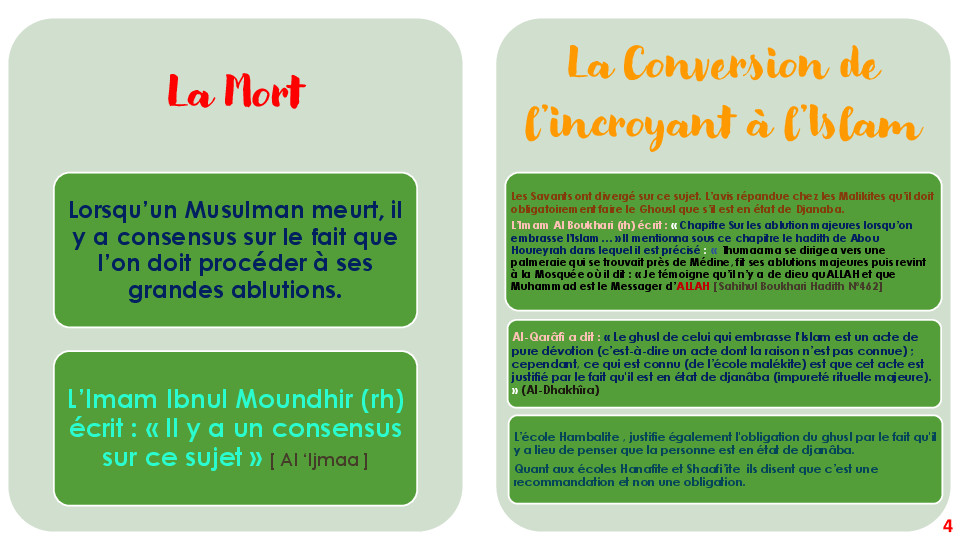 La Mort
Lorsqu'un Musulman meurt, il
y a consensus sur le fait que
l'on doit procéder à ses
grandes ablutions.
L'Imam Ibnul Moundhir (rh)
écrit : « Il y a un consensus
sur ce sujet » [ Al 'Ijmaa ]
La Conversion de
l'incroyant à l'Islam
Les Savants ont divergé sur ce sujet. L'avis répandue chez les Malikites qu'il doit
obligatoirement faire le Ghousl que s'il est en état de Djanaba.
L'Imam Al Boukhari (rh) écrit : « Chapitre Sur les ablution majeures lorsqu'on
embrasse l'Islam ... » Il mentionna sous ce chapitre le hadith de Abou
Houreyrah dans lequel il est précisé : « Thumaama se dirigea vers une
palmeraie qui se trouvait près de Médine, fit ses ablutions majeures puis revint
à la Mosquée où il dit : « Je témoigne qu'il n'y a de dieu qu'ALLAH et que
Muhammad est le Messager d'ALLAH [Sahihul Boukhari Hadith N°462]
Al-Qarâfi a dit : « Le ghusl de celui qui embrasse l'Islam est un acte de
pure dévotion (c'est-à-dire un acte dont la raison n'est pas connue) ;
cependant, ce qui est connu (de l'école malékite) est que cet acte est
justifié par le fait qu'il est en état de djanâba (impureté rituelle majeure).
» (Al-Dhakhîra)
L'école Hambalite , justifie également l'obligation du ghusl par le fait qu'il
y a lieu de penser que la personne est en état de djanâba.
Quant aux écoles Hanafite et Shaafi'ite ils disent que c'est une
recommandation et non une obligation.
4